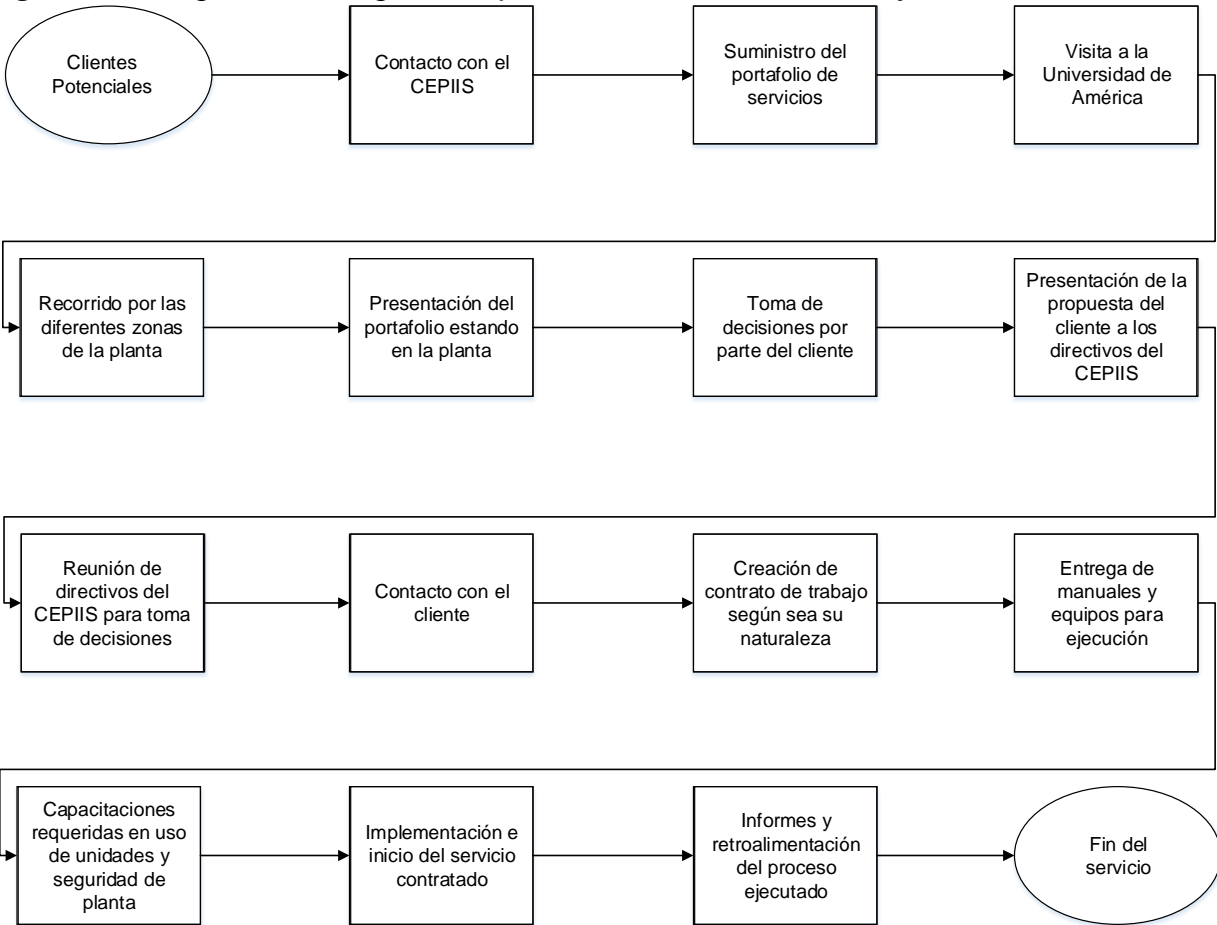 Clientes
Potenciales
Contacto con el
CEPIIS
Suministro del
portafolio de
servicios
Visita a la
Universidad de
América
Recorrido por las
diferentes zonas
de la planta
Presentación del
portafolio estando
en la planta
Toma de
decisiones por
parte del cliente
Presentación de la
propuesta del
cliente a los
directivos del
CEPIIS
Reunión de
directivos del
CEPIIS para toma
de decisiones
Contacto con el
cliente
Creación de
contrato de trabajo
según sea su
naturaleza
Entrega de
manuales y
equipos para
ejecución
Capacitaciones
requeridas en uso
de unidades y
seguridad de
planta
Implementación e
inicio del servicio
contratado
Informes y
retroalimentación
del proceso
ejecutado
Fin del
servicio